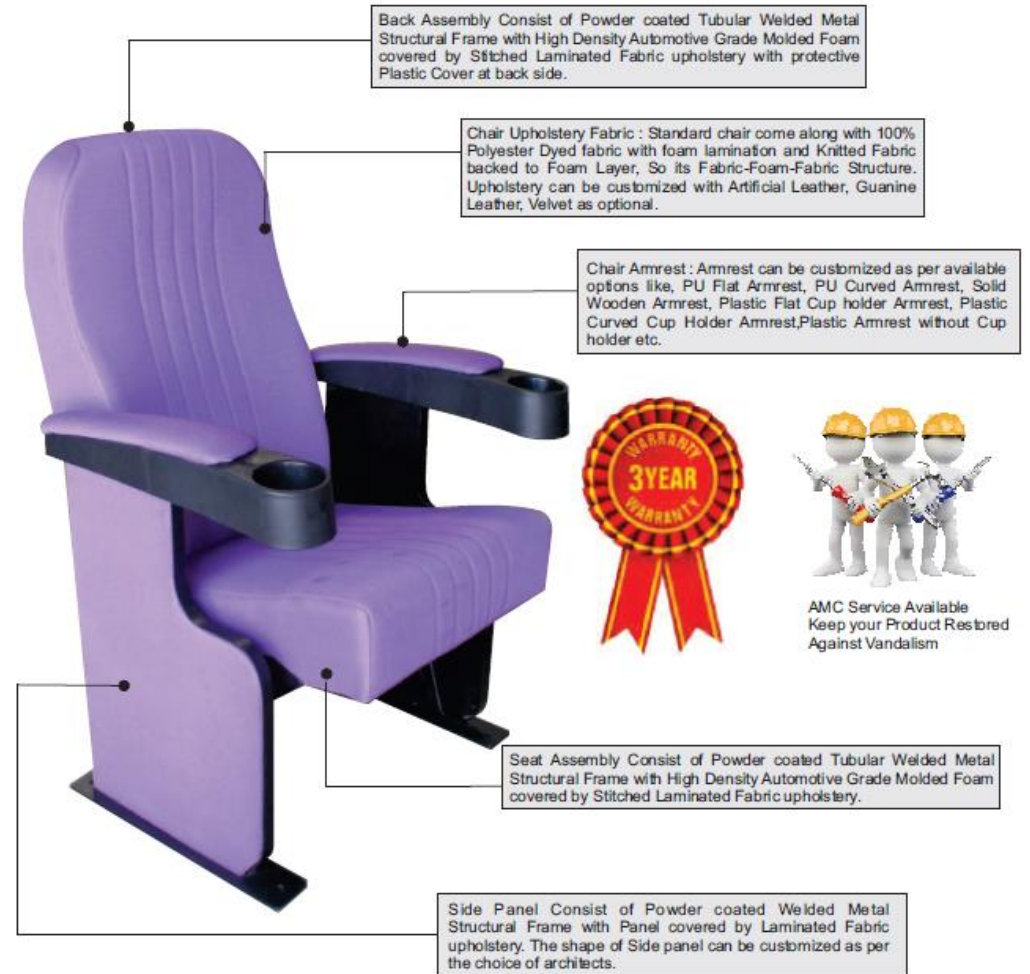 Back Assembly Consist of Powder coated Tubular Welded Metal
Structural Frame with High Density Automotive Grade Molded Foam
covered by Stitched Laminated Fabric upholstery with protective
Plastic Cover at back side.
Chair Upholstery Fabric : Standard chair come along with 100%
Polyester Dyed fabric with foam lamination and Knitted Fabric
backed to Foam Layer, So its Fabric-Foam-Fabric Structure.
Upholstery can be customized with Artificial Leather, Guanine
Leather, Velvet as optional.
Chair Armrest : Armrest can be customized as per available
options like, PU Flat Armrest, PU Curved Armrest, Solid
Wooden Armrest, Plastic Flat Cup holder Armrest, Plastic
Curved Cup Holder Armrest,Plastic Armrest without Cup
holder etc.
WARRANTY
3 YEAR
WARRANTY
AMC Service Available
Keep your Product Restored
Against Vandalism
Seat Assembly Consist of Powder coated Tubular Welded Metal
Structural Frame with High Density Automotive Grade Molded Foam
covered by Stitched Laminated Fabric upholstery.
Side Panel Consist of Powder coated Welded Metal
Structural Frame with Panel covered by Laminated Fabric
upholstery. The shape of Side panel can be customized as per
the choice of architects.